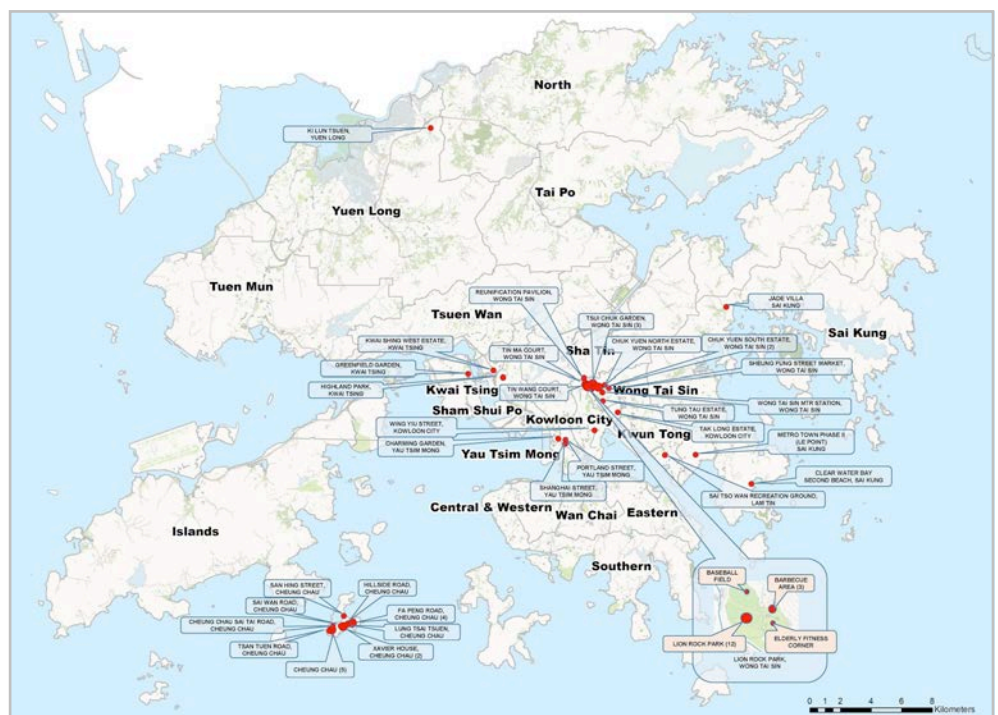 North
KI LUN TSUEN,
YUEN LONG
Tai Po
Yuen Long
Tuen Mun
REUNIFICATION PAVILION,
WONG TAI SIN
JADE VILLA
SAI KUNG
Tsuen Wan
TSUI CHUK GARDEN,
WONG TAI SIN (3)
Sai Kung
KWAI SHING WEST ESTATE,
KWAI TSING
TIN MA COURT,
WONG TAI SIN
Sha Tin
CHUK YUEN NORTH ESTATE,
WONG TAI SIN
CHUK YUEN SOUTH ESTATE,
WONG TAI SIN (2)
GREENFIELD GARDEN,
KWAI TSING
SHEUNG FUNG STREET MARKET,
WONG TAI SIN
HIGHLAND PARK,
KWAI TSING
Kwai Tsing
TIN WANG COURT,
WONG TAI SIN
Wong Tai Sin
WONG TAI SIN MTR STATION,
WONG TAI SIN
Sham Shui Po
TUNG TAU ESTATE,
WONG TAI SIN
WING YIU STREET,
KOWLOON CITY
Kowloon City
TAK LONG ESTATE,
KOWLOON CITY
Kwun Tong
METRO TOWN PHASE II
(LE POINT)
SAI KUNG
CHARMING GARDEN,
YAU TSIM MONG
Yau Tsim Mong
PORTLAND STREET,
YAU TSIM MONG
CLEAR WATER BAY
SECOND BEACH, SAI KUNG
SHANGHAI STREET,
YAU TSIM MONG
SAI TSO WAN RECREATION GROUND,
LAM TIN
Central & Western
Wan Chai
Eastern
Islands
Southern
SAN HING STREET,
CHEUNG CHAU
HILLSIDE ROAD,
CHEUNG CHAU
SAI WAN ROAD,
CHEUNG CHAU
FA PENG ROAD,
CHEUNG CHAU (4)
CHEUNG CHAU SAI TAI ROAD,
CHEUNG CHAU
LUNG TSAI TSUEN,
CHEUNG CHAU
TSAN TUEN ROAD,
CHEUNG CHAU
XAVIER HOUSE,
CHEUNG CHAU (2)
CHEUNG CHAU (5)
BASEBALL
FIELD
BARBECUE
AREA (3)
LION ROCK PARK (12)
ELDERLY FITNESS
CORNER
LION ROCK PARK,
WONG TAI SIN
0 1 2 4 6 8
Kilometers